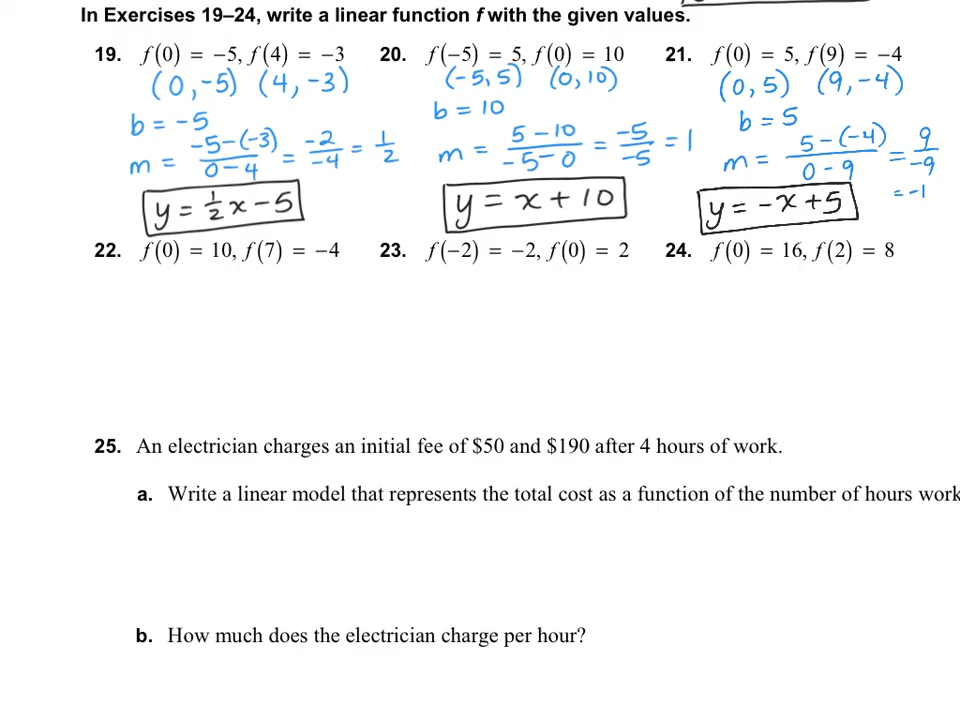 In Exercises 19–24, write a linear function f with the given values.
19. f(0) = −5, f(4) = −3 20. f(−5) = 5, f(0) = 10 21. f(0) = 5, f(9) = −4
(0,-5) (4,-3) (-5,5) (0,10) (0,5) (9,-4)
b = -5 b = 10 b = 5
m = -5-(-3)/0-4 = -2/-4 = 1/2 m = 5-10/-5-0 = -5/-5 = 1 m = 5-(-4)/0-9 = 9/-9
= -1
y = 1/2 x - 5 y = x + 10 y = -x + 5
22. f(0) = 10, f(7) = −4 23. f(−2) = −2, f(0) = 2 24. f(0) = 16, f(2) = 8
25. An electrician charges an initial fee of $50 and $190 after 4 hours of work.
a. Write a linear model that represents the total cost as a function of the number of hours work
b. How much does the electrician charge per hour?